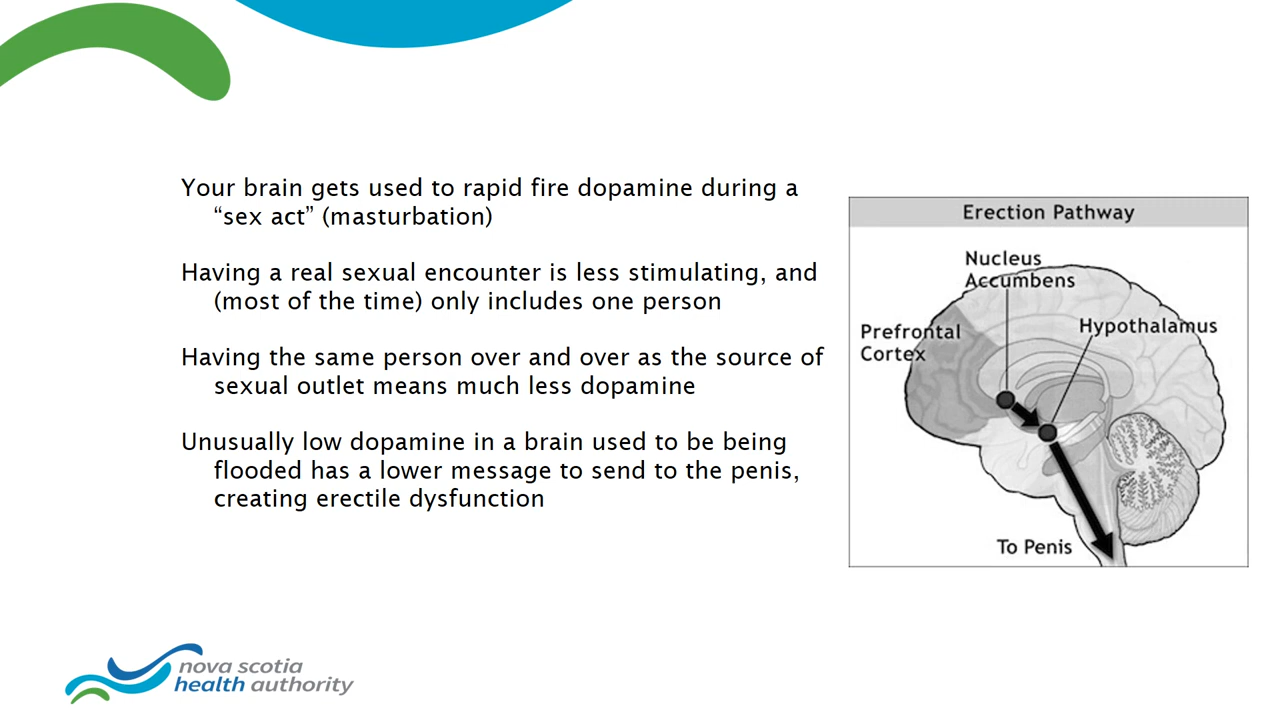 Your brain gets used to rapid fire dopamine during a
“sex act” (masturbation)
Having a real sexual encounter is less stimulating, and
(most of the time) only includes one person
Having the same person over and over as the source of
sexual outlet means much less dopamine
Unusually low dopamine in a brain used to be being
flooded has a lower message to send to the penis,
creating erectile dysfunction
Erection Pathway
Nucleus
Accumbens
Prefrontal
Cortex
Hypothalamus
To Penis
nova scotia
health authority